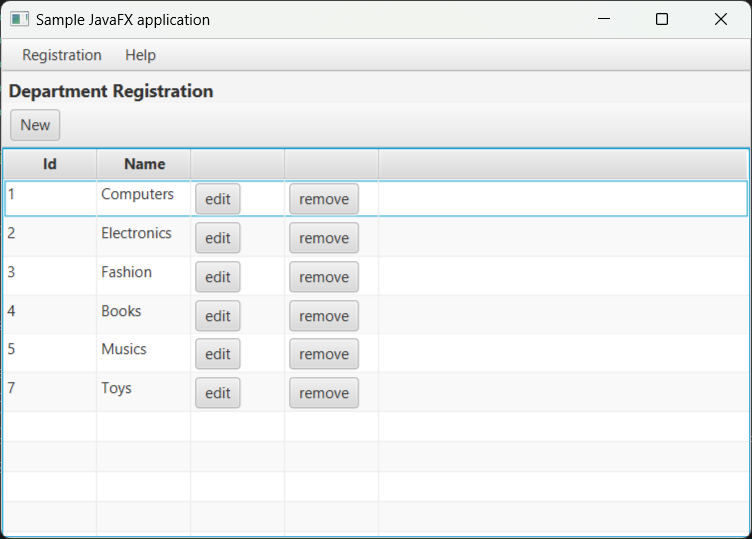 Sample JavaFX application
Registration Help
Department Registration
New
Id Name
1 Computers edit remove
2 Electronics edit remove
3 Fashion edit remove
4 Books edit remove
5 Musics edit remove
7 Toys edit remove